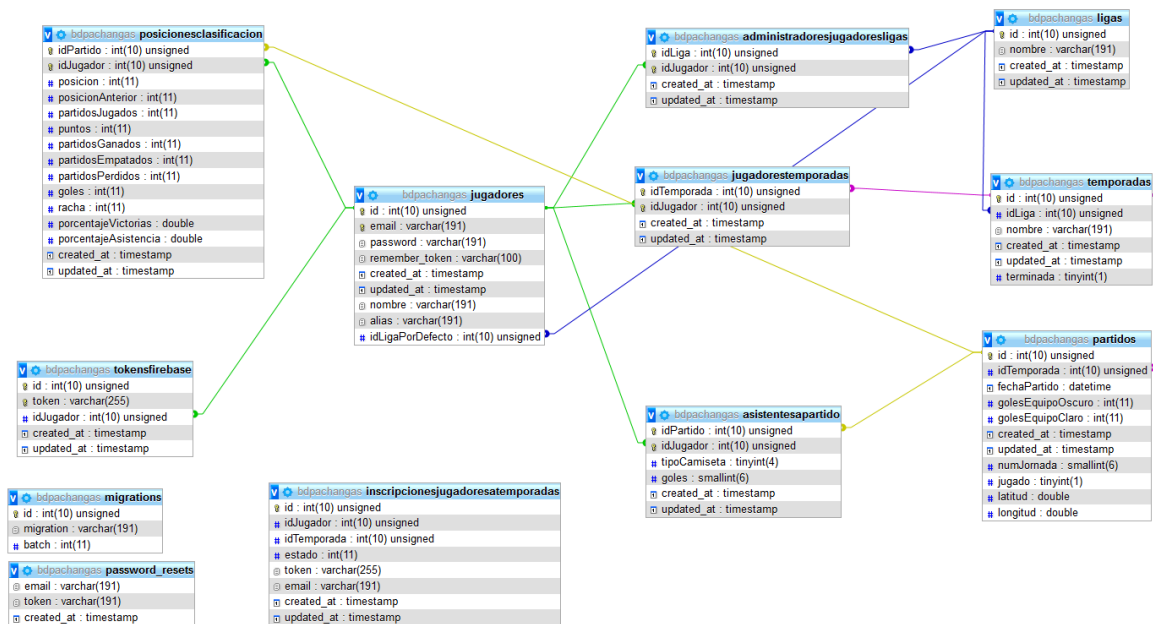 bdpachangas posicionesclasificacion
idPartido : int(10) unsigned
idJugador : int(10) unsigned
posicion : int(11)
posicionAnterior : int(11)
partidosJugados : int(11)
puntos : int(11)
partidosGanados : int(11)
partidosEmpatados : int(11)
partidosPerdidos : int(11)
goles : int(11)
racha : int(11)
porcentajeVictorias : double
porcentajeAsistencia : double
created_at : timestamp
updated_at : timestamp
bdpachangas administradoresjugadoresligas
idLiga : int(10) unsigned
idJugador : int(10) unsigned
created_at : timestamp
updated_at : timestamp
bdpachangas ligas
id : int(10) unsigned
nombre : varchar(191)
created_at : timestamp
updated_at : timestamp
bdpachangas jugadores
id : int(10) unsigned
email : varchar(191)
password : varchar(191)
remember_token : varchar(100)
created_at : timestamp
updated_at : timestamp
nombre : varchar(191)
alias : varchar(191)
idLigaPorDefecto : int(10) unsigned
bdpachangas jugadorestemporadas
idTemporada : int(10) unsigned
idJugador : int(10) unsigned
created_at : timestamp
updated_at : timestamp
bdpachangas temporadas
id : int(10) unsigned
idLiga : int(10) unsigned
nombre : varchar(191)
created_at : timestamp
updated_at : timestamp
terminada : tinyint(1)
bdpachangas tokensfirebase
id : int(10) unsigned
token : varchar(255)
idJugador : int(10) unsigned
created_at : timestamp
updated_at : timestamp
bdpachangas asistentesapartido
idPartido : int(10) unsigned
idJugador : int(10) unsigned
tipoCamiseta : tinyint(4)
goles : smallint(6)
created_at : timestamp
updated_at : timestamp
bdpachangas partidos
id : int(10) unsigned
idTemporada : int(10) unsigned
fechaPartido : datetime
golesEquipoOscuro : int(11)
golesEquipoClaro : int(11)
created_at : timestamp
updated_at : timestamp
numJornada : smallint(6)
jugado : tinyint(1)
latitud : double
longitud : double
bdpachangas migrations
id : int(10) unsigned
migration : varchar(191)
batch : int(11)
bdpachangas password_resets
email : varchar(191)
token : varchar(191)
created_at : timestamp
bdpachangas inscripcionesjugadoresatemporadas
id : int(10) unsigned
idJugador : int(10) unsigned
idTemporada : int(10) unsigned
estado : int(11)
token : varchar(255)
email : varchar(191)
created_at : timestamp
updated_at : timestamp